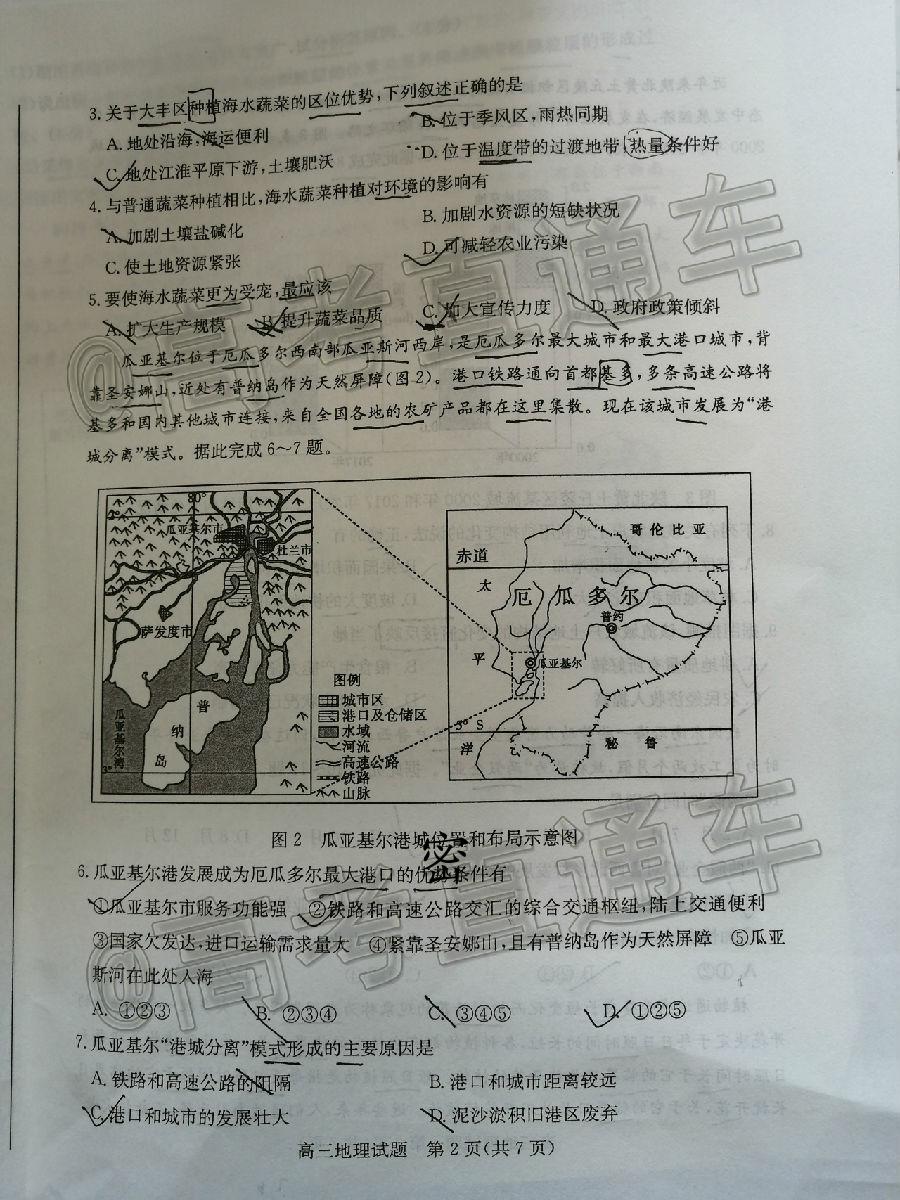 3.关于大丰区种植海水蔬菜的区位优势,下列叙述正确的是
A.地处沿海,海运便利 B.位于季风区,雨热同期
C.地处江淮平原下游,土壤肥沃 D.位于温度带的过渡地带,热量条件好
4.与普通蔬菜种植相比,海水蔬菜种植对环境的影响有
A.加剧土壤盐碱化 B.加剧水资源的短缺状况
C.使土地资源紧张 D.可减轻农业污染
5.要使海水蔬菜更为受宠,最应该
A.扩大生产规模 B.提升蔬菜品质 C.加大宣传力度 D.政府政策倾斜
瓜亚基尔位于厄瓜多尔西南部瓜亚斯河西岸,是厄瓜多尔最大城市和最大港口城市,背
靠圣安娜山,近处有普纳岛作为天然屏障(图2)。港口铁路通向首都基多,多条高速公路将
基多和国内其他城市连接,来自全国各地的农矿产品都在这里集散。现在该城市发展为“港
城分离”模式。据此完成6～7题。
80°
2°
瓜亚基尔市
杜兰市
萨发度市
普
纳
岛
瓜亚基尔湾
3°
图例
城市区
港口及仓储区
水域
河流
高速公路
铁路
山脉
哥伦比亚
赤道
太
平
洋
厄瓜多尔
普约
瓜亚基尔
3° S
秘鲁
图2 瓜亚基尔港城位置和布局示意图
密
6.瓜亚基尔港发展成为厄瓜多尔最大港口的优势条件有
①瓜亚基尔市服务功能强 ②铁路和高速公路交汇的综合交通枢纽,陆上交通便利
③国家欠发达,进口运输需求量大 ④紧靠圣安娜山,且有普纳岛作为天然屏障 ⑤瓜亚
斯河在此处入海
A. ①②③ B. ②③④ C. ③④⑤ D. ①②⑤
7.瓜亚基尔“港城分离”模式形成的主要原因是
A.铁路和高速公路的阻隔 B.港口和城市距离较远
C.港口和城市的发展壮大 D.泥沙淤积旧港区废弃
高三地理试题 第2页(共7页)
@高考直通车
@高考直通车